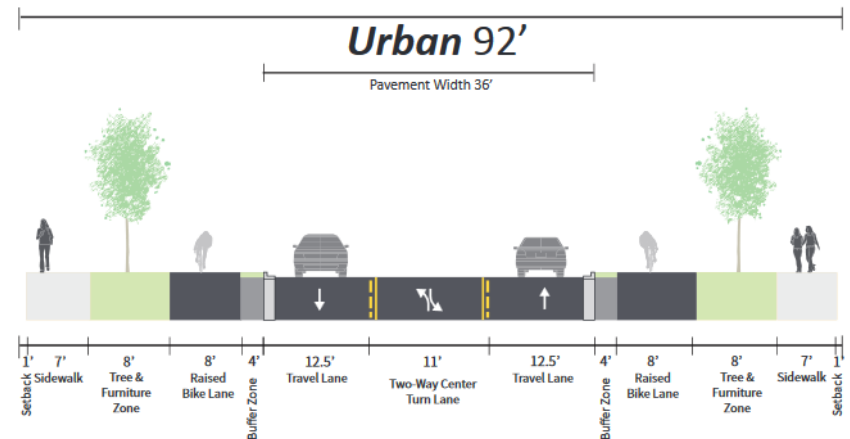 Urban 92’
Pavement Width 36’
1’ 7’ 8’ 8’ 4’ 12.5’ 11’ 12.5’ 4’ 8’ 8’ 7’ 1’
Setback
Sidewalk
Tree &
Furniture
Zone
Raised
Bike Lane
Buffer Zone
Travel Lane
Two-Way Center
Turn Lane
Travel Lane
Buffer Zone
Raised
Bike Lane
Tree &
Furniture
Zone
Sidewalk
Setback